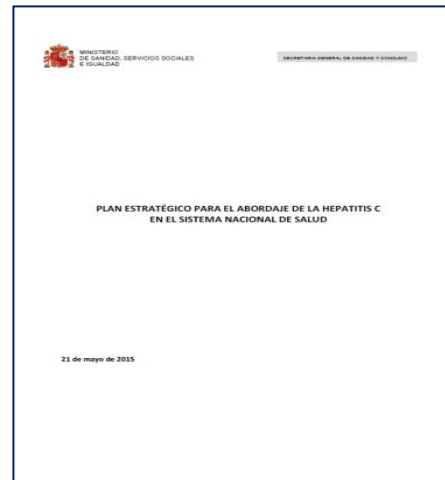 MINISTERIO
DE SANIDAD, SERVICIOS SOCIALES
E IGUALDAD
SECRETARIA GENERAL DE SANIDAD Y CONSUMO
PLAN ESTRATÉGICO PARA EL ABORDAJE DE LA HEPATITIS C
EN EL SISTEMA NACIONAL DE SALUD
21 de mayo de 2015